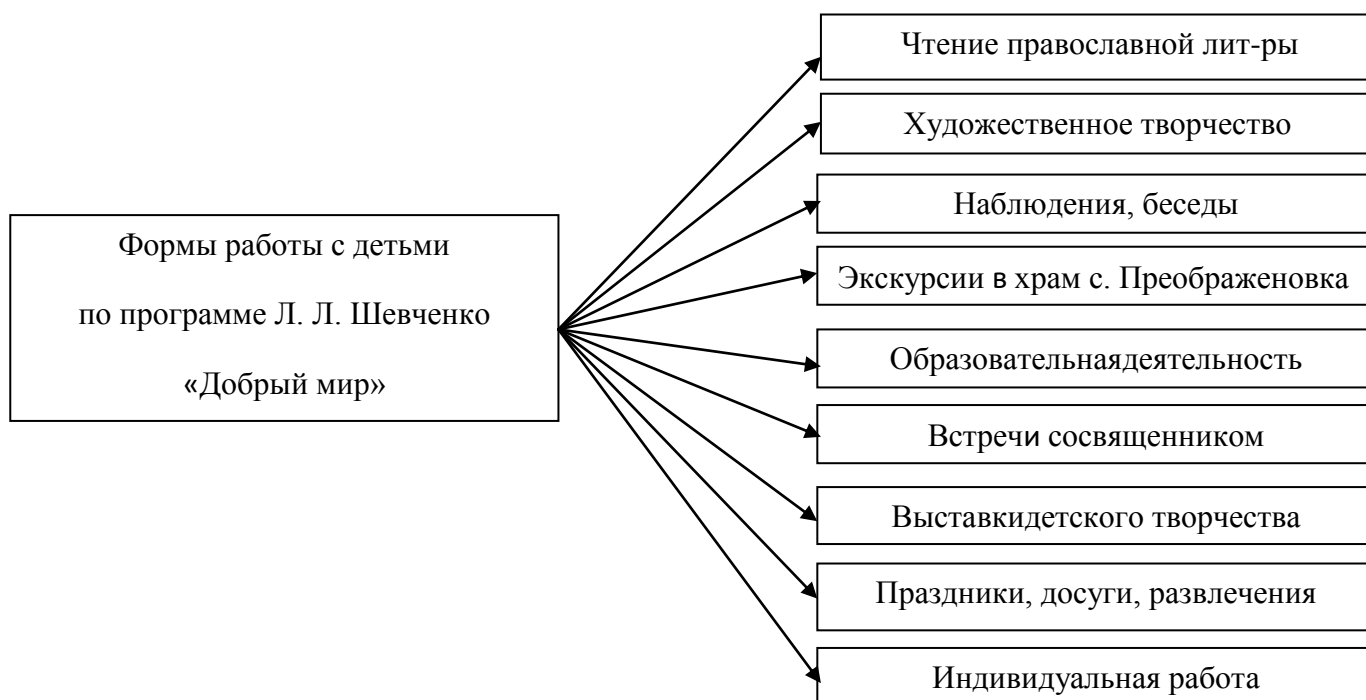 Формы работы с детьми
по программе Л. Л. Шевченко
«Добрый мир»
Чтение православной лит-ры
Художественное творчество
Наблюдения, беседы
Экскурсии в храм с. Преображеновка
Образовательнаядеятельность
Встречи сосвященником
Выставкидетского творчества
Праздники, досуги, развлечения
Индивидуальная работа